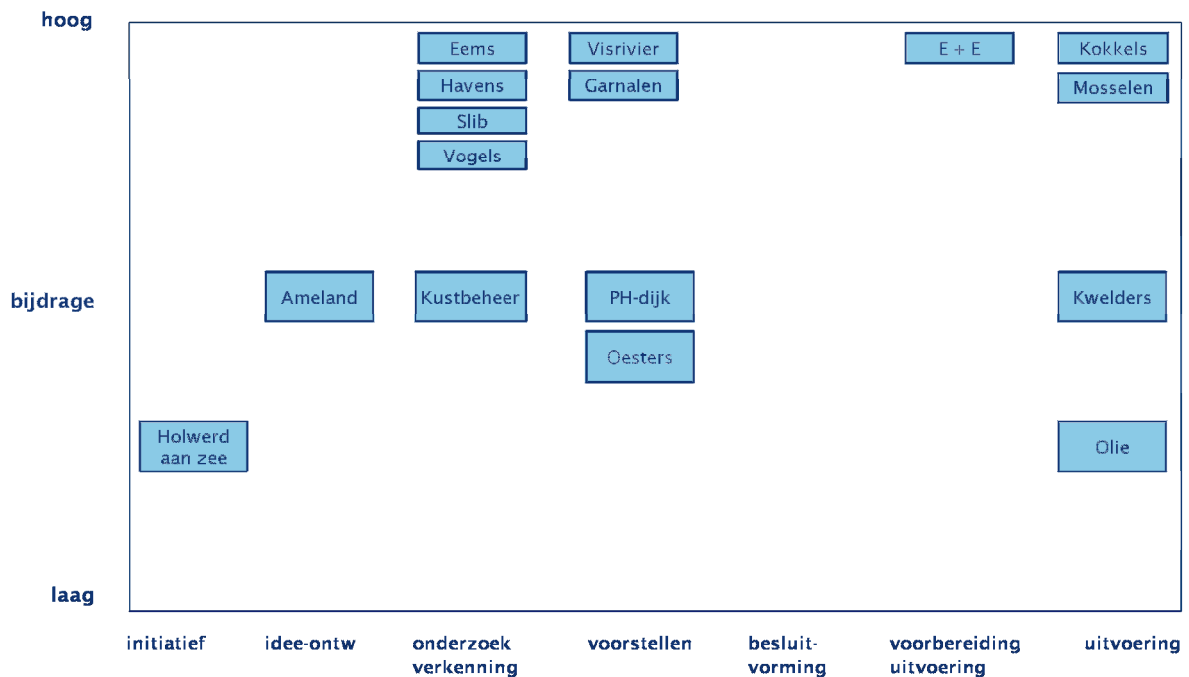 hoog
Eems
Visrivier
E + E
Kokkels
Havens
Garnalen
Mosselen
Slib
Vogels
bijdrage
Ameland
Kustbeheer
PH-dijk
Kwelders
Oesters
Holwerd
aan zee
Olie
laag
initiatief
idee-ontw
onderzoek
verkenning
voorstellen
besluit-
vorming
voorbereiding
uitvoering
uitvoering